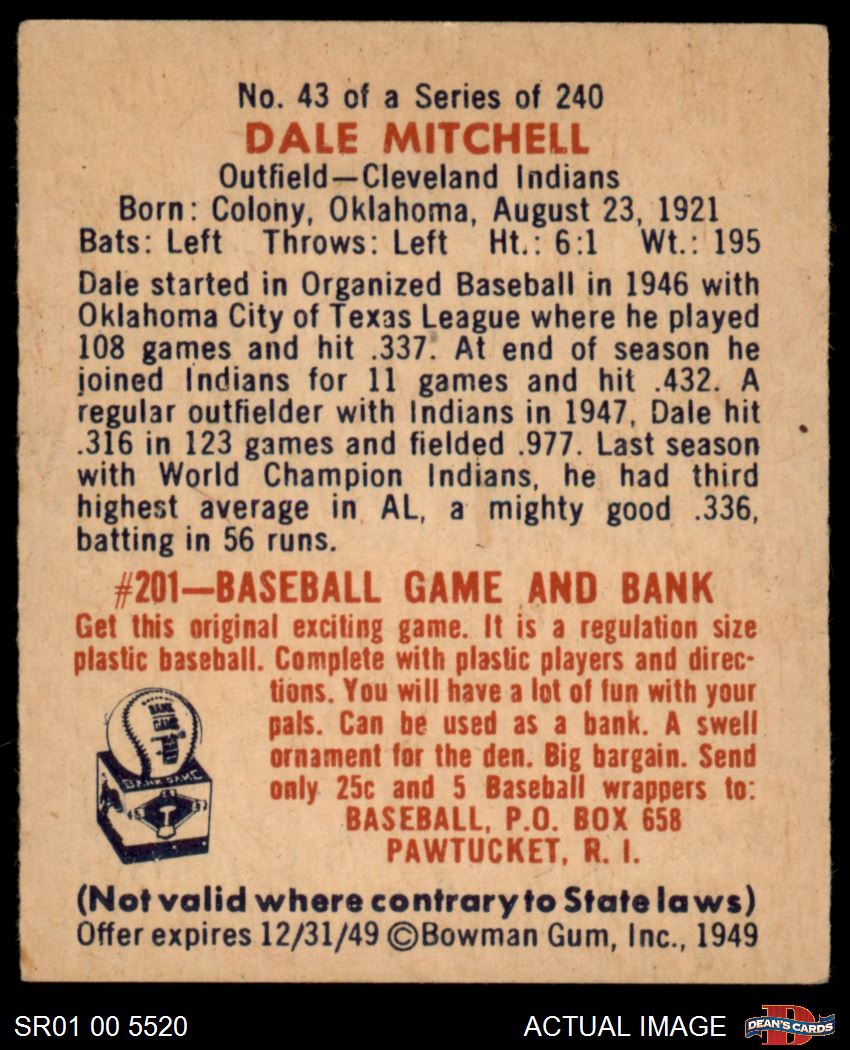 No. 43 of a Series of 240
DALE MITCHELL
Outfield—Cleveland Indians
Born: Colony, Oklahoma, August 23, 1921
Bats: Left Throws: Left Ht.: 6:1 Wt.: 195
Dale started in Organized Baseball in 1946 with
Oklahoma City of Texas League where he played
108 games and hit .337. At end of season he
joined Indians for 11 games and hit .432. A
regular outfielder with Indians in 1947, Dale hit
.316 in 123 games and fielded .977. Last season
with World Champion Indians, he had third
highest average in AL, a mighty good .336,
batting in 56 runs.
#201—BASEBALL GAME AND BANK
Get this original exciting game. It is a regulation size
plastic baseball. Complete with plastic players and direc-
tions. You will have a lot of fun with your
pals. Can be used as a bank. A swell
ornament for the den. Big bargain. Send
only 25c and 5 Baseball wrappers to:
BASEBALL, P.O. BOX 658
PAWTUCKET, R. I.
BANK
GAME
BANK GAME
(Not valid where contrary to State laws)
Offer expires 12/31/49 ©Bowman Gum, Inc., 1949
SR01 00 5520
ACTUAL IMAGE
D
DEAN'S CARDS